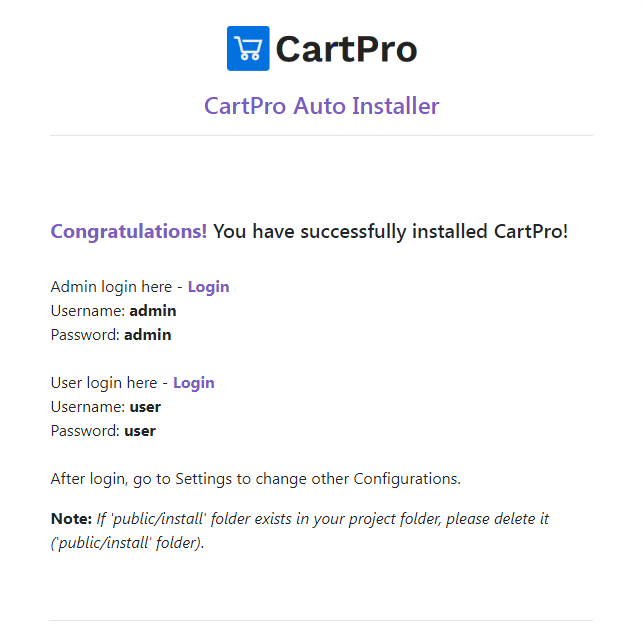 CartPro
CartPro Auto Installer
Congratulations! You have successfully installed CartPro!
Admin login here - Login
Username: admin
Password: admin
User login here - Login
Username: user
Password: user
After login, go to Settings to change other Configurations.
Note: If 'public/install' folder exists in your project folder, please delete it
('public/install' folder).